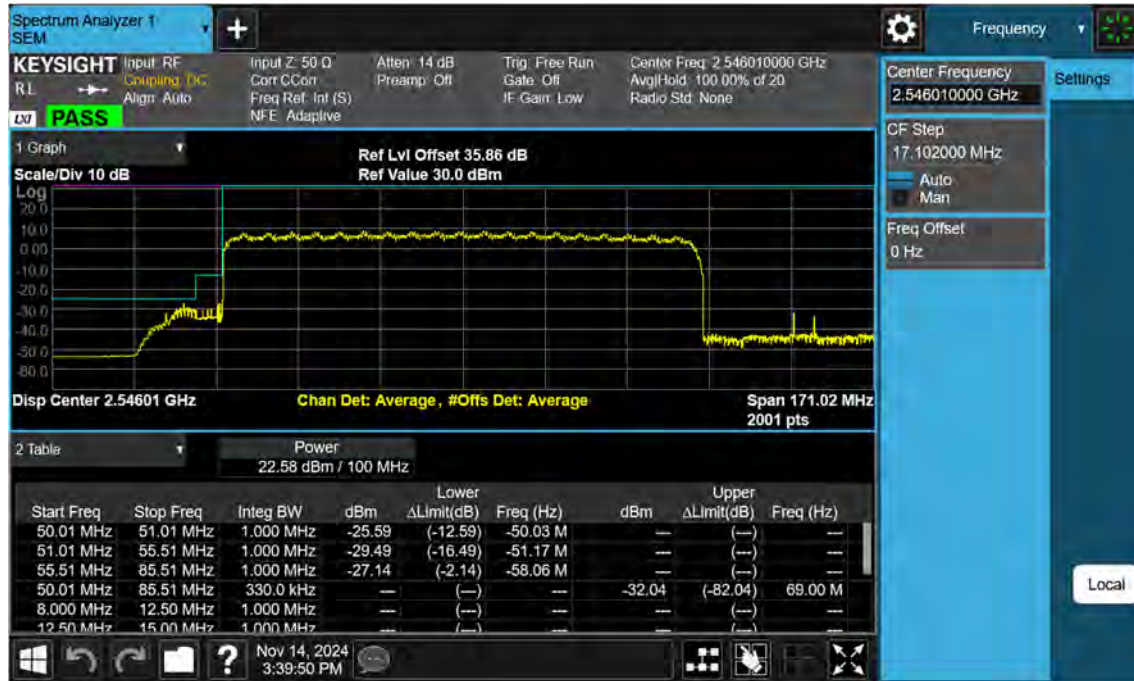 Spectrum Analyzer 1
SEM
Frequency
KEYSIGHT Input: RF Input Z: 50 Ω Atten: 14 dB Trig: Free Run Center Freq: 2.546010000 GHz
RL Coupling: DC Corr CCorr Preamp: Off Gate: Off Avg|Hold: 100.00% of 20
Align: Auto Freq Ref: Int (S) IF Gain: Low Radio Std: None
LXI PASS NFE: Adaptive
Center Frequency
2.546010000 GHz
Settings
CF Step
17.102000 MHz
Auto
Man
Freq Offset
0 Hz
1 Graph
Ref Lvl Offset 35.86 dB
Scale/Div 10 dB Ref Value 30.0 dBm
Log
20.0
10.0
0.00
-10.0
-20.0
-30.0
-40.0
-50.0
-60.0
Disp Center 2.54601 GHz Chan Det: Average, #Offs Det: Average Span 171.02 MHz
2001 pts
2 Table Power
22.58 dBm / 100 MHz
Lower Upper
Start Freq Stop Freq Integ BW dBm ΔLimit(dB) Freq (Hz) dBm ΔLimit(dB) Freq (Hz)
50.01 MHz 51.01 MHz 1.000 MHz -25.59 (-12.59) -50.03 M --- (---) ---
51.01 MHz 55.51 MHz 1.000 MHz -29.49 (-16.49) -51.17 M --- (---) ---
55.51 MHz 85.51 MHz 1.000 MHz -27.14 (-2.14) -58.06 M --- (---) ---
50.01 MHz 85.51 MHz 330.0 kHz --- (---) --- -32.04 (-82.04) 69.00 M
8.000 MHz 12.50 MHz 1.000 MHz --- (---) --- --- (---) ---
12.50 MHz 15.00 MHz 1.000 MHz --- (---) --- --- (---) ---
Local
? Nov 14, 2024
3:39:50 PM